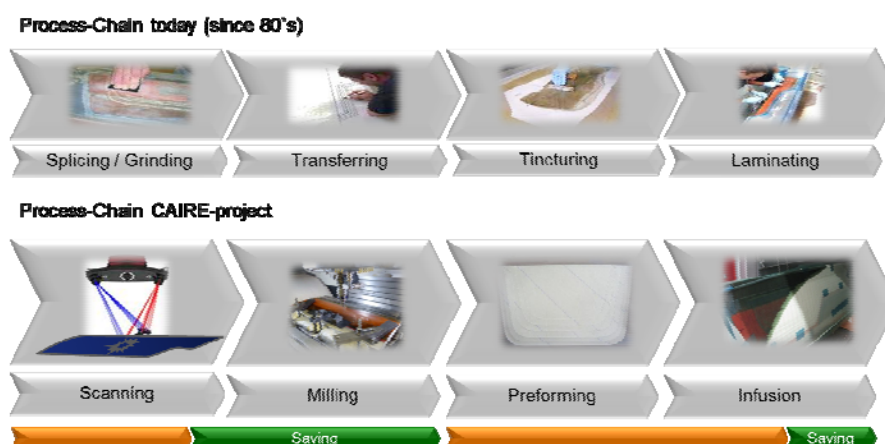 Process-Chain today (since 80's)
Splicing / Grinding Transferring Tincturing Laminating
Process-Chain CAIRE-project
Scanning Milling Preforming Infusion
Saving Saving